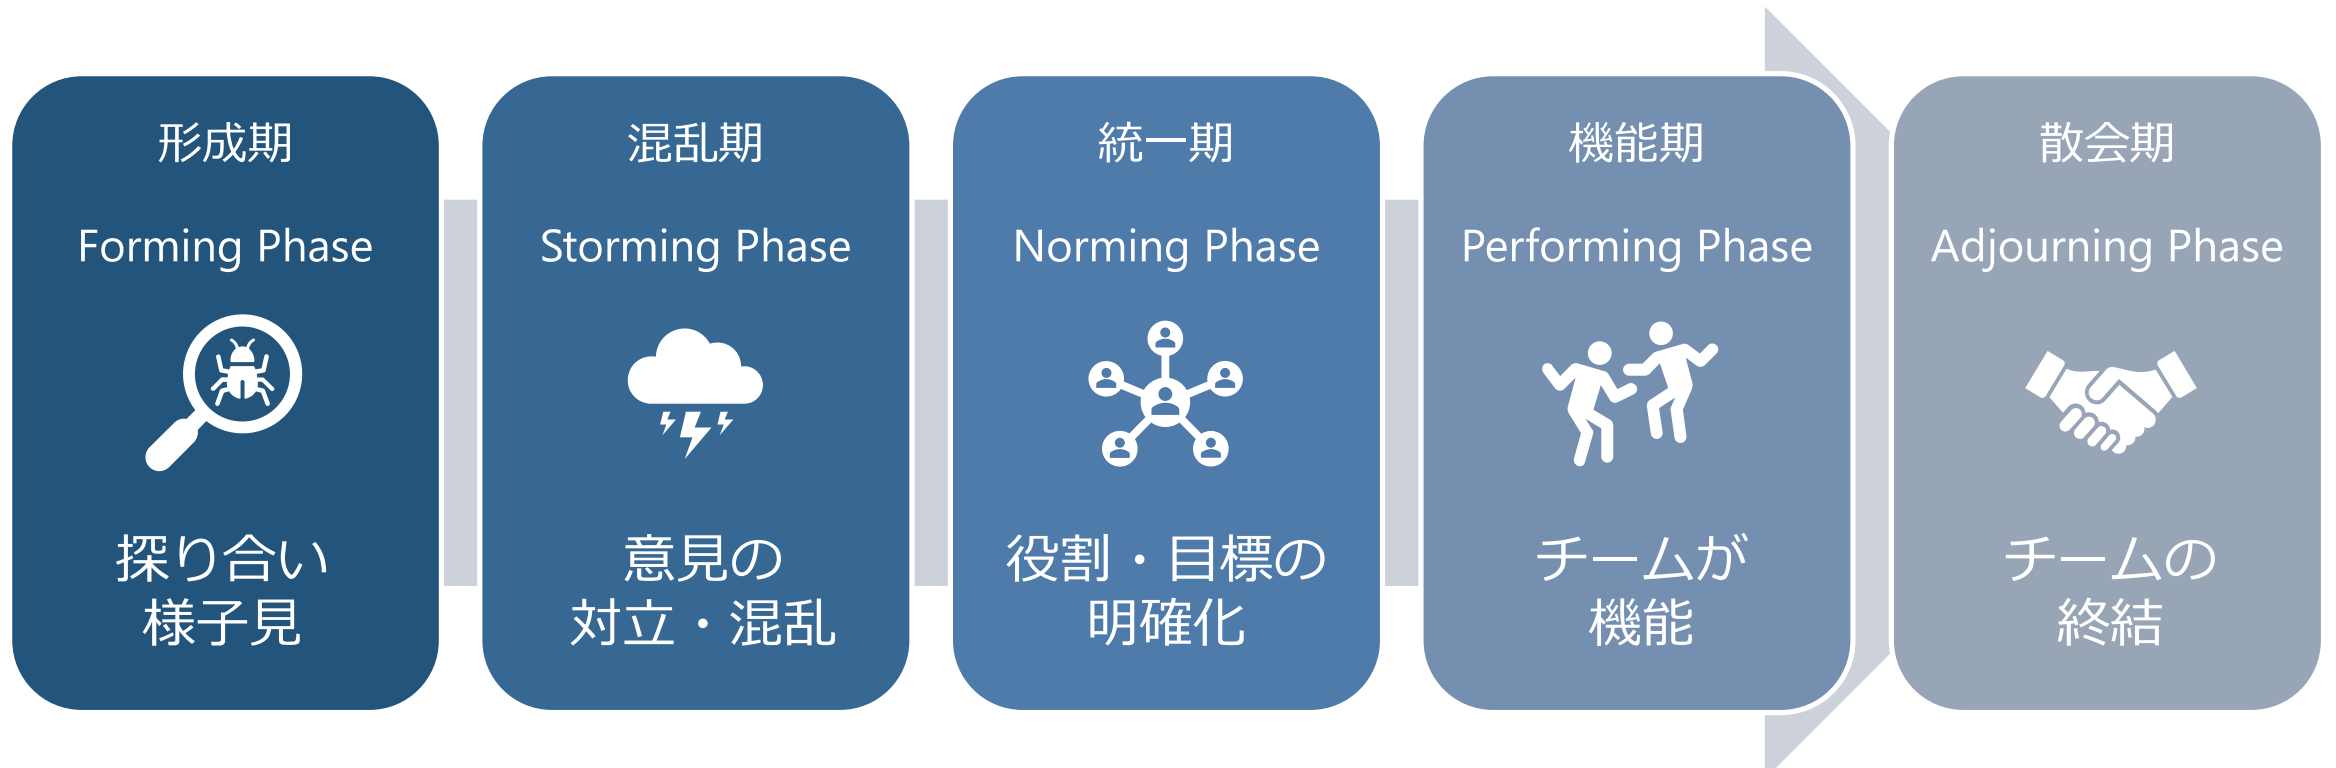 形成期
Forming Phase
探り合い
様子見
混乱期
Storming Phase
意見の
対立・混乱
統一期
Norming Phase
役割・目標の
明確化
機能期
Performing Phase
チームが
機能
散会期
Adjourning Phase
チームの
終結